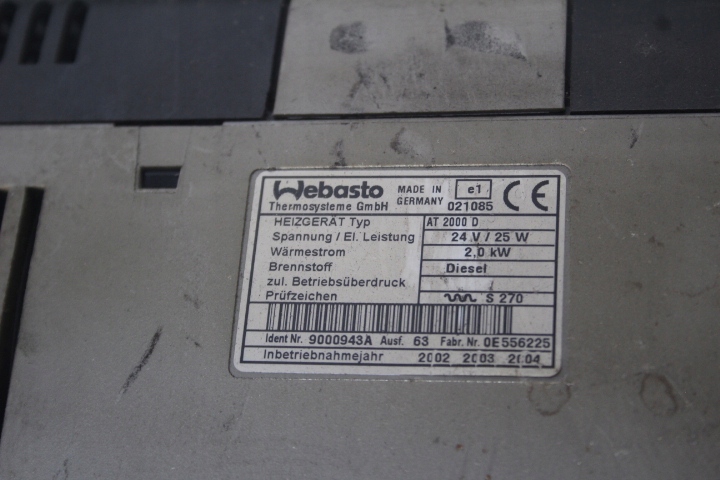 Webasto MADE IN GERMANY e1 CE
Thermosysteme GmbH 021085
HEIZGERÄT Typ AT 2000 D
Spannung / El. Leistung 24 V / 25 W
Wärmestrom 2,0 kW
Brennstoff Diesel
zul. Betriebsüberdruck
Prüfzeichen S 270
Ident Nr. 9000943A Ausf. 63 Fabr. Nr. 0E556225
Inbetriebnahmejahr 2002 2003 2004